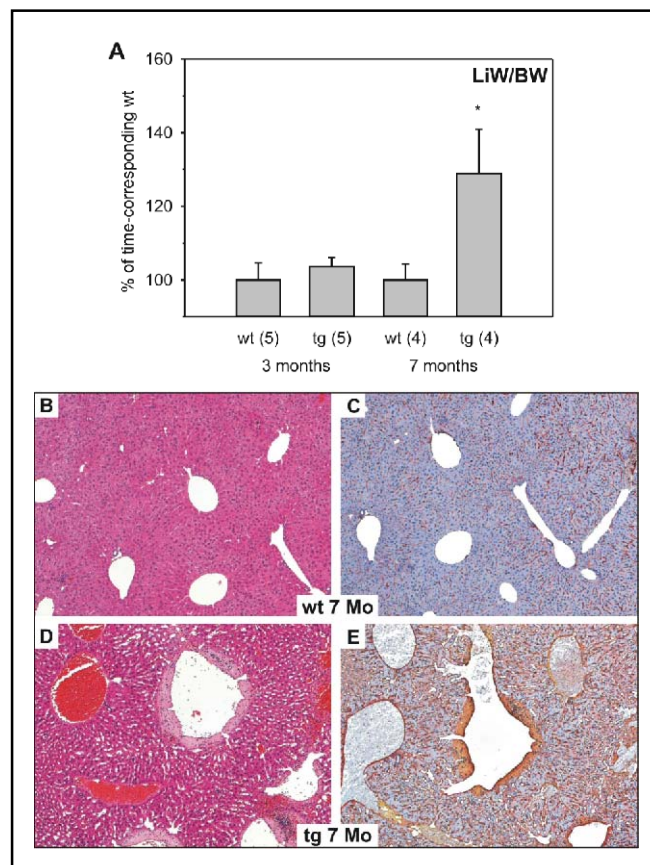 A
160
LiW/BW
*
140
120
100
% of time-corresponding wt
wt (5) tg (5) wt (4) tg (4)
3 months 7 months
B
C
wt 7 Mo
D
E
tg 7 Mo